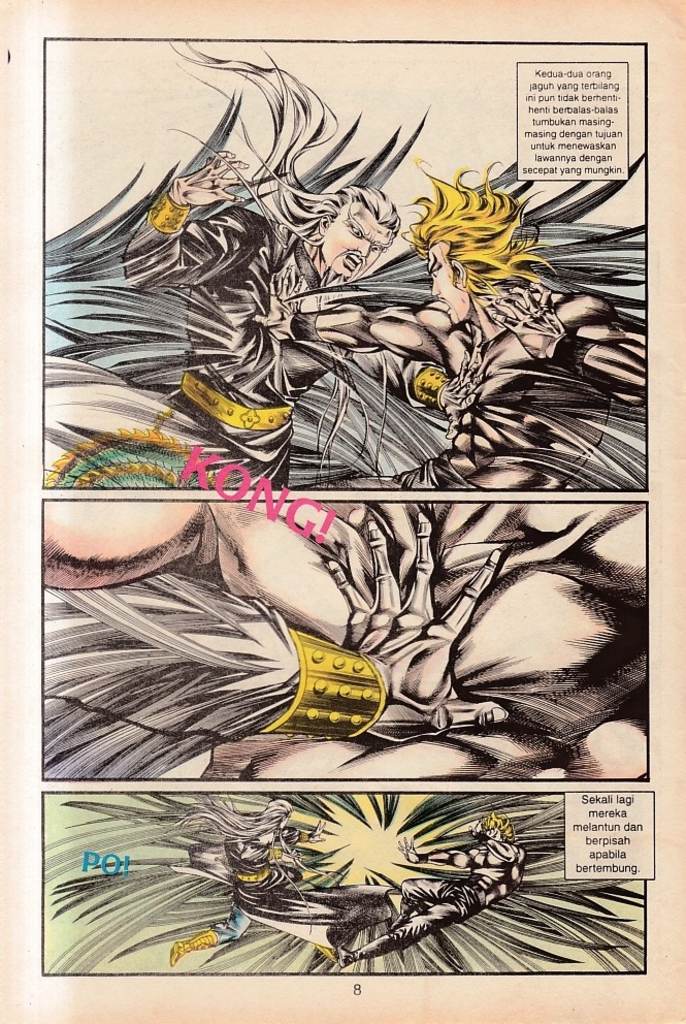 Kedua-dua orang
jaguh yang terbilang
ini pun tidak berhenti-
henti berbalas-balas
tumbukan masing-
masing dengan tujuan
untuk menewaskan
lawannya dengan
secepat yang mungkin.
KONG!
Sekali lagi
mereka
melantun dan
berpisah
apabila
bertembung.
PO!
8